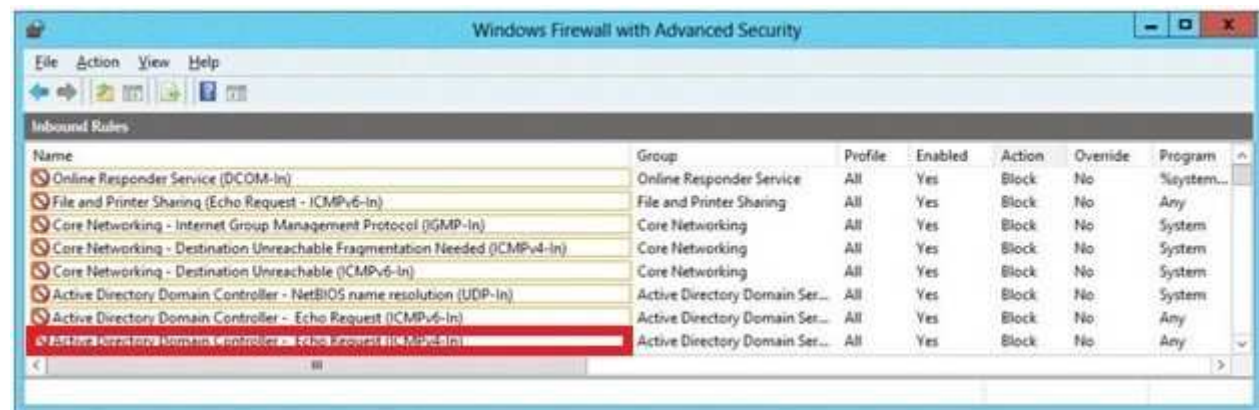 Windows Firewall with Advanced Security
File Action View Help
Inbound Rules
Name Group Profile Enabled Action Override Program
Online Responder Service (DCOM-In) Online Responder Service All Yes Block No %system...
File and Printer Sharing (Echo Request - ICMPv6-In) File and Printer Sharing All Yes Block No Any
Core Networking - Internet Group Management Protocol (IGMP-In) Core Networking All Yes Block No System
Core Networking - Destination Unreachable Fragmentation Needed (ICMPv4-In) Core Networking All Yes Block No System
Core Networking - Destination Unreachable (ICMPv6-In) Core Networking All Yes Block No System
Active Directory Domain Controller - NetBIOS name resolution (UDP-In) Active Directory Domain Ser... All Yes Block No System
Active Directory Domain Controller - Echo Request (ICMPv6-In) Active Directory Domain Ser... All Yes Block No Any
Active Directory Domain Controller - Echo Request (ICMPv4-In) Active Directory Domain Ser... All Yes Block No Any